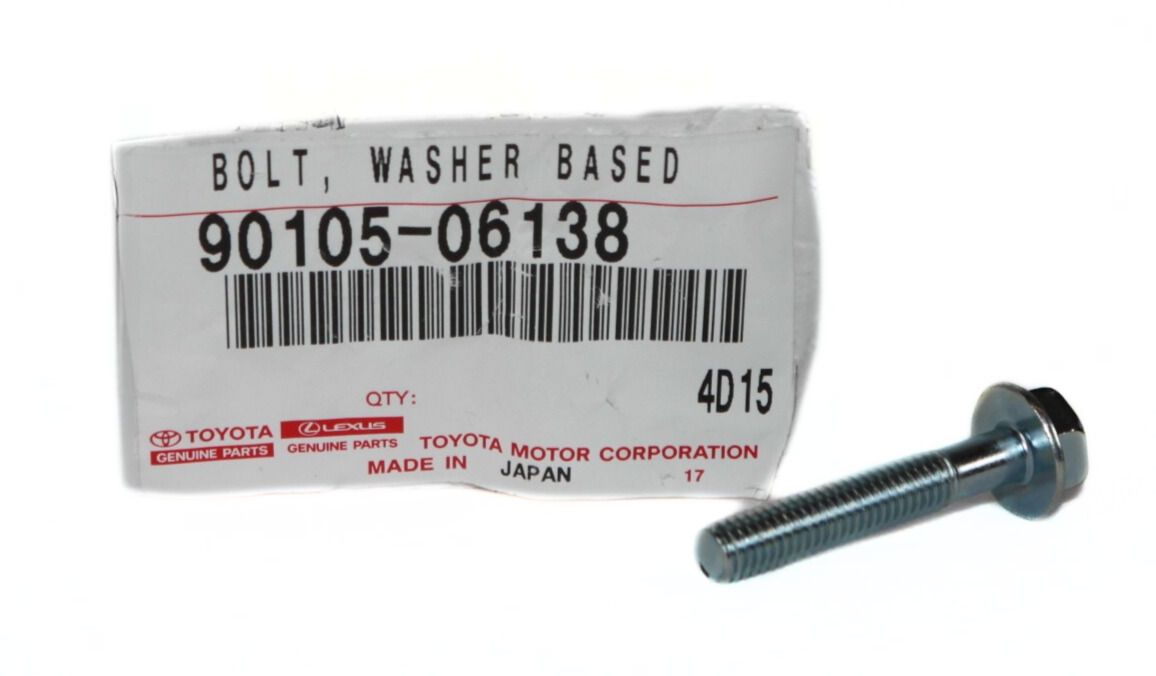 BOLT, WASHER BASED
90105-06138
4D15
QTY:
TOYOTA
GENUINE PARTS
LEXUS
GENUINE PARTS
TOYOTA MOTOR CORPORATION
MADE IN JAPAN
17